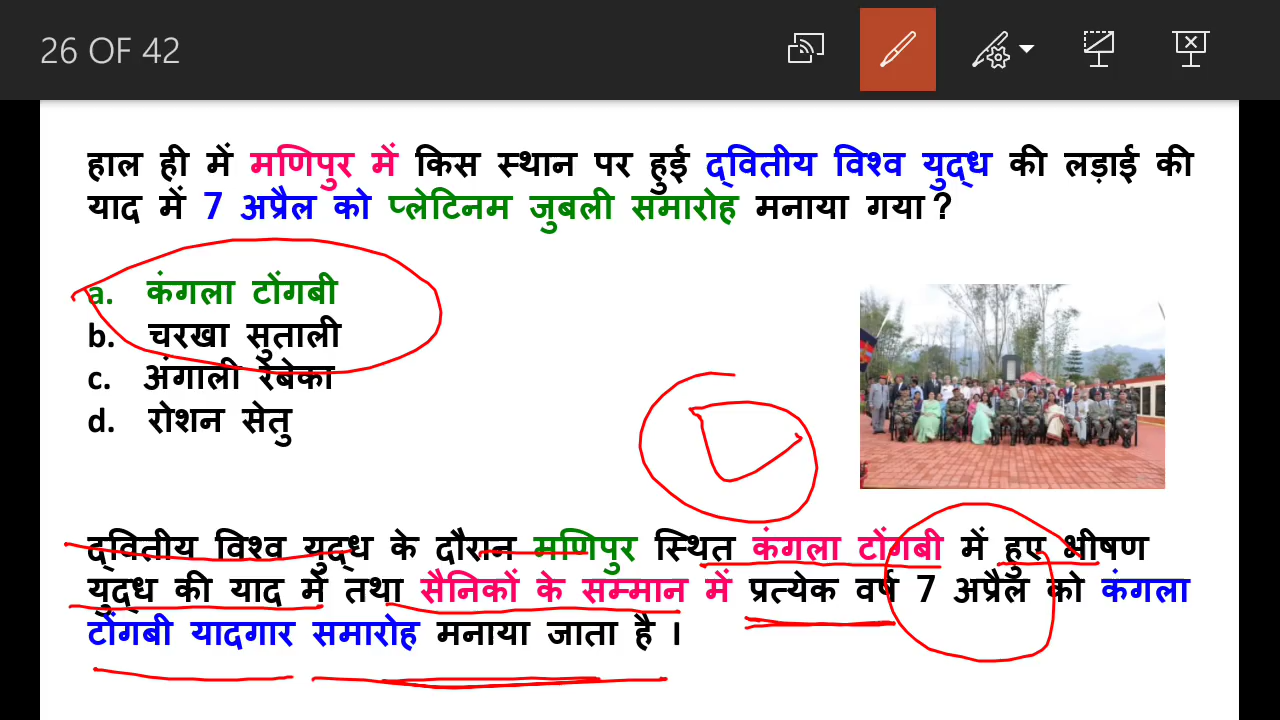 26 OF 42
हाल ही में मणिपुर में किस स्थान पर हुई द्वितीय विश्व युद्ध की लड़ाई की
याद में 7 अप्रैल को प्लेटिनम जुबली समारोह मनाया गया ?
a. कंगला टोंगबी
b. चरखा सुताली
c. अंगाली रेबेका
d. रोशन सेतु
द्वितीय विश्व युद्ध के दौरान मणिपुर स्थित कंगला टोंगबी में हुए भीषण
युद्ध की याद में तथा सैनिकों के सम्मान में प्रत्येक वर्ष 7 अप्रैल को कंगला
टोंगबी यादगार समारोह मनाया जाता है ।